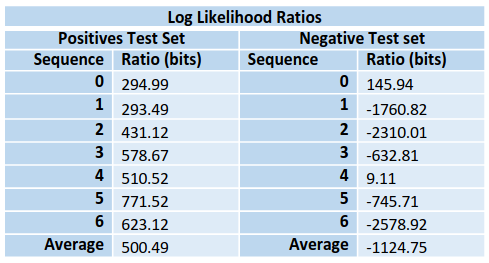 Log Likelihood Ratios
Positives Test Set Negative Test set
Sequence Ratio (bits) Sequence Ratio (bits)
0 294.99 0 145.94
1 293.49 1 -1760.82
2 431.12 2 -2310.01
3 578.67 3 -632.81
4 510.52 4 9.11
5 771.52 5 -745.71
6 623.12 6 -2578.92
Average 500.49 Average -1124.75